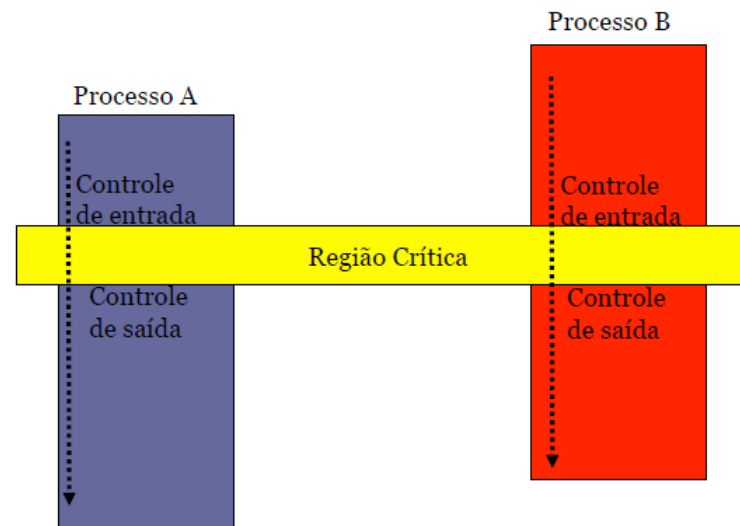 Processo B
Processo A
Controle
de entrada
Controle
de entrada
Região Crítica
Controle
de saída
Controle
de saída